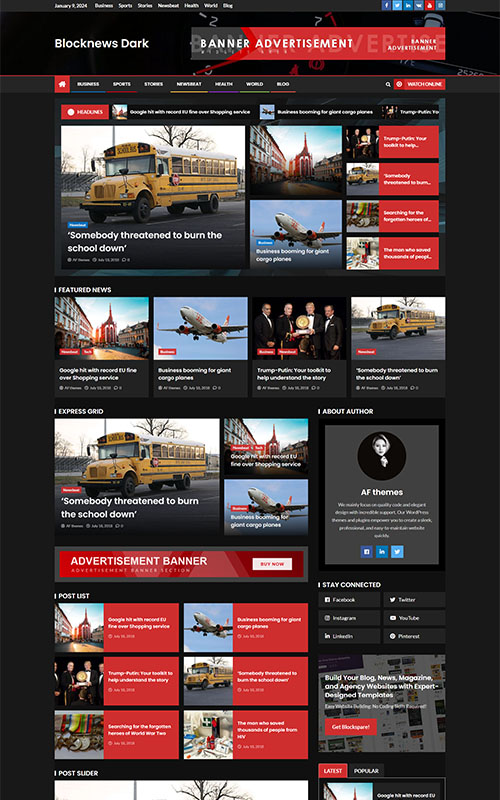 January 9, 2024 Business Sports Stories Newsbeat Health World Blog
Blocknews Dark
BANNER ADVERTISEMENT
BANNER
ADVERTISEMENT
BUSINESS SPORTS STORIES NEWSBEAT HEALTH WORLD BLOG
WATCH ONLINE
HEADLINES
Google hit with record EU fine over Shopping service
Business booming for giant cargo planes
Trump-Putin: Your
SCHOOL BUS
Newsbeat
‘Somebody threatened to burn the
school down’
AF themes July 18, 2018 0
Business
Business booming for giant
cargo planes
Trump-Putin: Your
toolkit to help...
‘Somebody
threatened to b...
Searching for the
forgotten heroes of...
The man who saved
thousands of peopl...
FEATURED NEWS
Newsbeat Tech
Google hit with record EU fine
over Shopping service
AF themes July 18, 2018 0
Business
Business booming for giant
cargo planes
AF themes July 18, 2018 0
Business Newsbeat
Trump-Putin: Your toolkit to
help understand the story
AF themes July 18, 2018 0
Newsbeat
‘Somebody threatened to burn
the school down’
AF themes July 18, 2018 0
EXPRESS GRID
Newsbeat
‘Somebody threatened to burn
the school down’
AF themes July 18, 2018 0
Newsbeat Tech
Google hit with record EU
fine over Shopping service
Business
Business booming for
giant cargo planes
ADVERTISEMENT BANNER
ADVERTISEMENT BANNER SECTION
BUY NOW
POST LIST
Google hit with record EU
fine over Shopping service
July 18, 2018
Business booming for giant
cargo planes
July 18, 2018
Trump-Putin: Your toolkit to
help understand the story
July 18, 2018
‘Somebody threatened to
burn the school down’
July 18, 2018
Searching for the forgotten
heroes of World War Two
July 18, 2018
The man who saved
thousands of people from
HIV
July 18, 2018
POST SLIDER
ABOUT AUTHOR
AF themes
We mainly focus on quality code and elegant
design with incredible support. Our WordPress
themes and plugins empower you to create a sleek,
professional, and easy-to-maintain website
quickly.
STAY CONNECTED
Facebook
Twitter
Instagram
YouTube
LinkedIn
Pinterest
Build Your Blog, News, Magazine,
and Agency Websites with Expert-
Designed Templates
Easy Website Building: No Coding Skills Required!
Get Blockspare!
LATEST POPULAR
Google hit with record EU